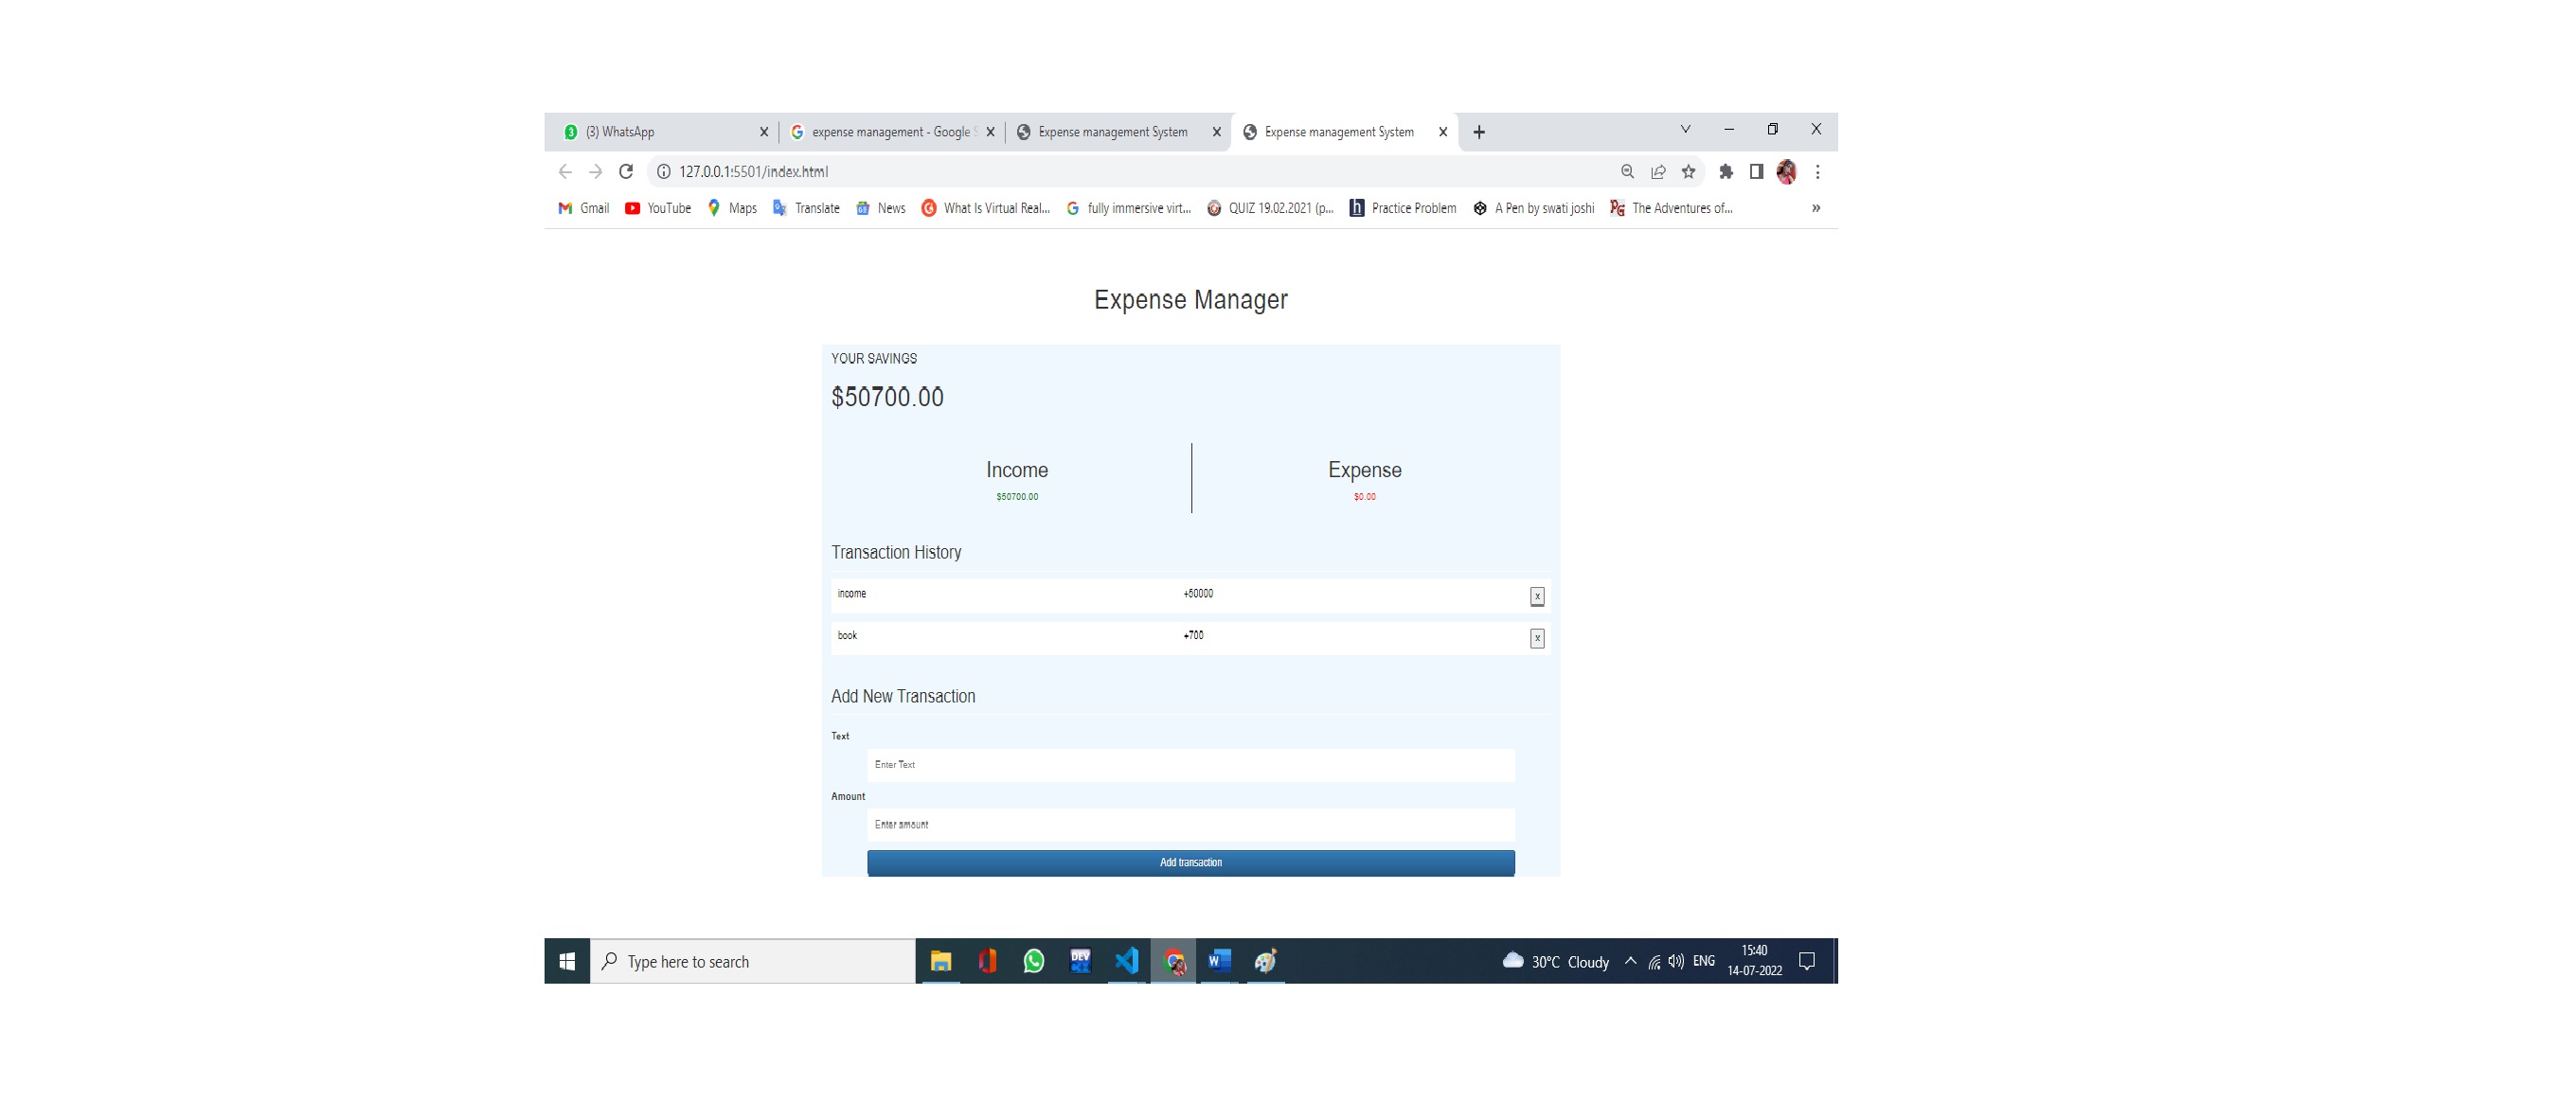 3 (3) WhatsApp expense management - Google S Expense management System Expense management System
127.0.0.1:5501/index.html
Gmail YouTube Maps Translate News What Is Virtual Real... fully immersive virt... QUIZ 19.02.2021 (p... h Practice Problem A Pen by swati joshi PG The Adventures of... »
Expense Manager
YOUR SAVINGS
$50700.00
Income Expense
$50700.00 $0.00
Transaction History
income +50000 x
book +700 x
Add New Transaction
Text
Enter Text
Amount
Enter amount
Add transaction
Type here to search DEV W 30°C Cloudy ENG 15:40
14-07-2022